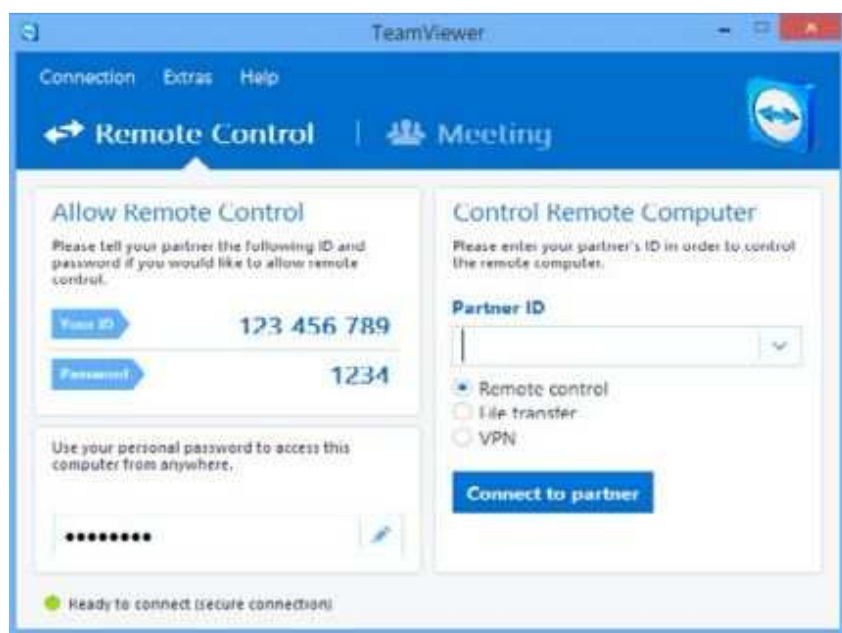 TeamViewer
Connection Extras Help
Remote Control | Meeting
Allow Remote Control
Please tell your partner the following ID and
password if you would like to allow remote
control.
Your ID 123 456 789
Password 1234
Use your personal password to access this
computer from anywhere.
••••••••
Control Remote Computer
Please enter your partner's ID in order to control
the remote computer.
Partner ID
Remote control
File transfer
VPN
Connect to partner
Ready to connect (secure connection)